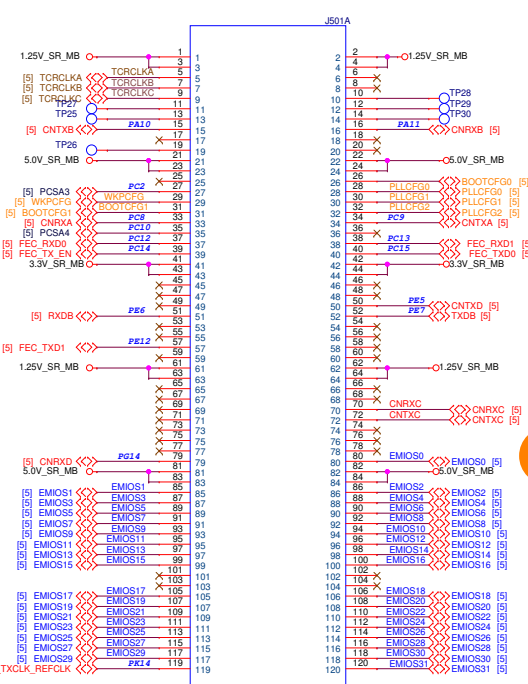 J501A
1.25V_SR_MB 1 1 2 2 1.25V_SR_MB
3 3 4 4
[5] TCRCLKA TCRCLKA 5 5 6 6
[5] TCRCLKB TCRCLKB 7 7 8 8
[5] TCRCLKC TCRCLKC 9 9 10 10 TP28
TP27 11 11 12 12 TP29
TP25 13 13 14 14 TP30
[5] CNTXB PA10 15 15 16 16 PA11 CNRXB [5]
17 17 18 18
TP26 19 19 20 20
5.0V_SR_MB 21 21 22 22 5.0V_SR_MB
23 23 24 24
25 25 26 26 BOOTCFG0 [5]
[5] PCSA3 PC2 27 27 28 28 PLLCFG0 PLLCFG0 [5]
[5] WKPCFG WKPCFG 29 29 30 30 PLLCFG1 PLLCFG1 [5]
[5] BOOTCFG1 BOOTCFG1 31 31 32 32 PLLCFG2 PLLCFG2 [5]
[5] CNRXA PC8 33 33 34 34 PC9 CNTXA [5]
[5] PCSA4 PC10 35 35 36 36
[5] FEC_RXD0 PC12 37 37 38 38 PC13 FEC_RXD1 [5]
[5] FEC_TX_EN PC14 39 39 40 40 PC15 FEC_TXD0 [5]
3.3V_SR_MB 41 41 42 42 3.3V_SR_MB
43 43 44 44
45 45 46 46
47 47 48 48
49 49 50 50 PE5 CNTXD [5]
[5] RXDB PE6 51 51 52 52 PE7 TXDB [5]
53 53 54 54
55 55 56 56
[5] FEC_TXD1 PE12 57 57 58 58
59 59 60 60
1.25V_SR_MB 61 61 62 62 1.25V_SR_MB
63 63 64 64
65 65 66 66
67 67 68 68
69 69 70 70 CNRXC CNRXC [5]
71 71 72 72 CNTXC CNTXC [5]
73 73 74 74
75 75 76 76
77 77 78 78
[5] CNRXD PG14 79 79 80 80 EMIOS0 EMIOS0 [5]
5.0V_SR_MB 81 81 82 82 5.0V_SR_MB
83 83 84 84
[5] EMIOS1 EMIOS1 85 85 86 86 EMIOS2 EMIOS2 [5]
[5] EMIOS3 EMIOS3 87 87 88 88 EMIOS4 EMIOS4 [5]
[5] EMIOS5 EMIOS5 89 89 90 90 EMIOS6 EMIOS6 [5]
[5] EMIOS7 EMIOS7 91 91 92 92 EMIOS8 EMIOS8 [5]
[5] EMIOS9 EMIOS9 93 93 94 94 EMIOS10 EMIOS10 [5]
[5] EMIOS11 EMIOS11 95 95 96 96 EMIOS12 EMIOS12 [5]
[5] EMIOS13 EMIOS13 97 97 98 98 EMIOS14 EMIOS14 [5]
[5] EMIOS15 EMIOS15 99 99 100 100 EMIOS16 EMIOS16 [5]
101 101 102 102
103 103 104 104
[5] EMIOS17 EMIOS17 105 105 106 106 EMIOS18 EMIOS18 [5]
[5] EMIOS19 EMIOS19 107 107 108 108 EMIOS20 EMIOS20 [5]
[5] EMIOS21 EMIOS21 109 109 110 110 EMIOS22 EMIOS22 [5]
[5] EMIOS23 EMIOS23 111 111 112 112 EMIOS24 EMIOS24 [5]
[5] EMIOS25 EMIOS25 113 113 114 114 EMIOS26 EMIOS26 [5]
[5] EMIOS27 EMIOS27 115 115 116 116 EMIOS28 EMIOS28 [5]
[5] EMIOS29 EMIOS29 117 117 118 118 EMIOS30 EMIOS30 [5]
TXCLK_REFCLK PK14 119 119 120 120 EMIOS31 EMIOS31 [5]